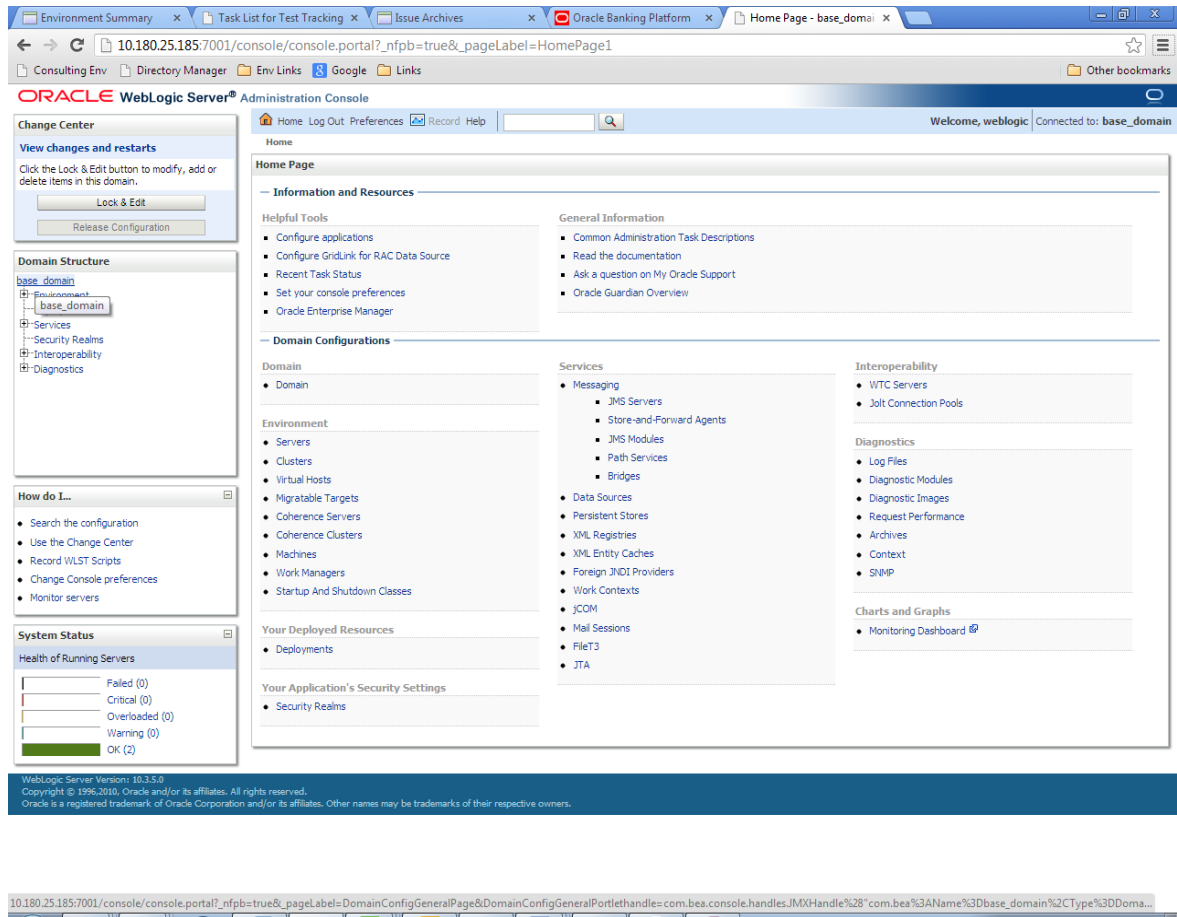 Environment Summary
Task List for Test Tracking
Issue Archives
Oracle Banking Platform
Home Page - base_domai
10.180.25.185:7001/console/console.portal?_nfpb=true&_pageLabel=HomePage1
Consulting Env
Directory Manager
Env Links
Google
Links
Other bookmarks
ORACLE WebLogic Server® Administration Console
Change Center
View changes and restarts
Click the Lock & Edit button to modify, add or
delete items in this domain.
Lock & Edit
Release Configuration
Domain Structure
base_domain
Environment
base_domain
Services
Security Realms
Interoperability
Diagnostics
How do I...
Search the configuration
Use the Change Center
Record WLST Scripts
Change Console preferences
Monitor servers
System Status
Health of Running Servers
Failed (0)
Critical (0)
Overloaded (0)
Warning (0)
OK (2)
Home Log Out Preferences Record Help
Welcome, weblogic
Connected to: base_domain
Home
Home Page
Information and Resources
Helpful Tools
Configure applications
Configure GridLink for RAC Data Source
Recent Task Status
Set your console preferences
Oracle Enterprise Manager
General Information
Common Administration Task Descriptions
Read the documentation
Ask a question on My Oracle Support
Oracle Guardian Overview
Domain Configurations
Domain
Domain
Environment
Servers
Clusters
Virtual Hosts
Migratable Targets
Coherence Servers
Coherence Clusters
Machines
Work Managers
Startup And Shutdown Classes
Your Deployed Resources
Deployments
Your Application's Security Settings
Security Realms
Services
Messaging
JMS Servers
Store-and-Forward Agents
JMS Modules
Path Services
Bridges
Data Sources
Persistent Stores
XML Registries
XML Entity Caches
Foreign JNDI Providers
Work Contexts
jCOM
Mail Sessions
FileT3
JTA
Interoperability
WTC Servers
Jolt Connection Pools
Diagnostics
Log Files
Diagnostic Modules
Diagnostic Images
Request Performance
Archives
Context
SNMP
Charts and Graphs
Monitoring Dashboard
WebLogic Server Version: 10.3.5.0
Copyright © 1996,2010, Oracle and/or its affiliates. All rights reserved.
Oracle is a registered trademark of Oracle Corporation and/or its affiliates. Other names may be trademarks of their respective owners.
10.180.25.185:7001/console/console.portal?_nfpb=true&_pageLabel=DomainConfigGeneralPage&DomainConfigGeneralPortlethandle=com.bea.console.handles.JMXHandle%28"com.bea%3AName%3Dbase_domain%2CType%3DDoma...